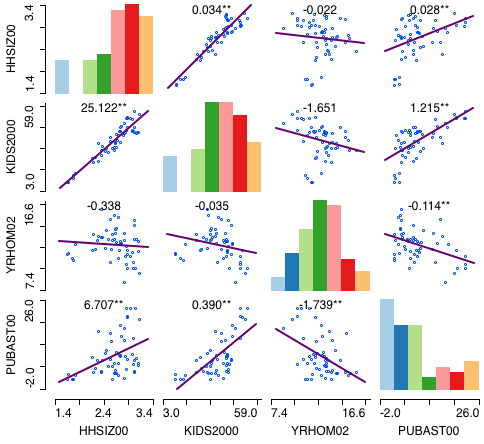 HHSIZ00
1.4 3.4
0.034** -0.022 0.028**
KIDS2000
3.0 59.0
25.122** -1.651 1.215**
YRHOM02
7.4 16.6
-0.338 -0.035 -0.114**
PUBAST00
-2.0 26.0
6.707** 0.390** -1.739**
1.4 2.4 3.4 3.0 59.0 7.4 16.6 -2.0 26.0
HHSIZ00 KIDS2000 YRHOM02 PUBAST00